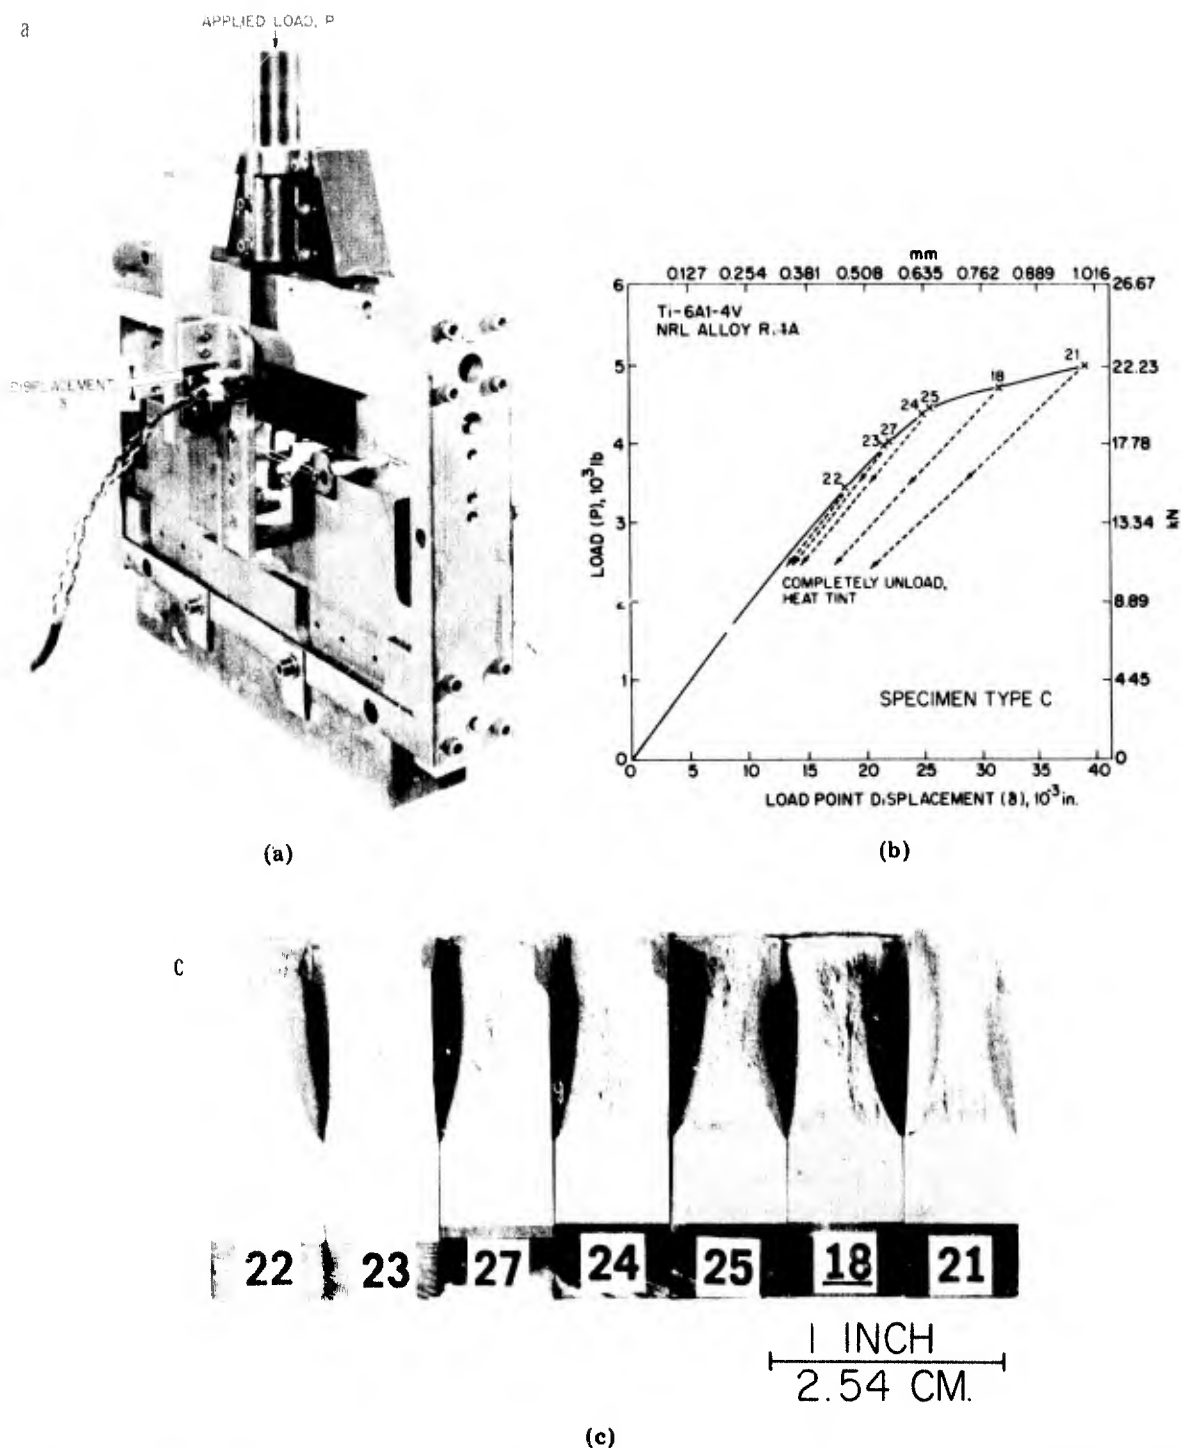 a
APPLIED LOAD, P
DISPLACEMENT
(a)
mm
0.127 0.254 0.381 0.508 0.635 0.762 0.889 1.016
6 26.67
Ti-6Al-4V
NRL ALLOY R.
5 22.23
4 17.78
3 13.34
8.89
1 4.45
0 0
21
18
25
24
27
23
22
COMPLETELY UNLOAD,
HEAT TINT
SPECIMEN TYPE C
LOAD (P), 10³ lb
kN
0 5 10 15 20 25 30 35 40
LOAD POINT DISPLACEMENT (δ), 10⁻³ in.
(b)
C
22 23 27 24 25 18 21
1 INCH
2.54 CM.
(c)